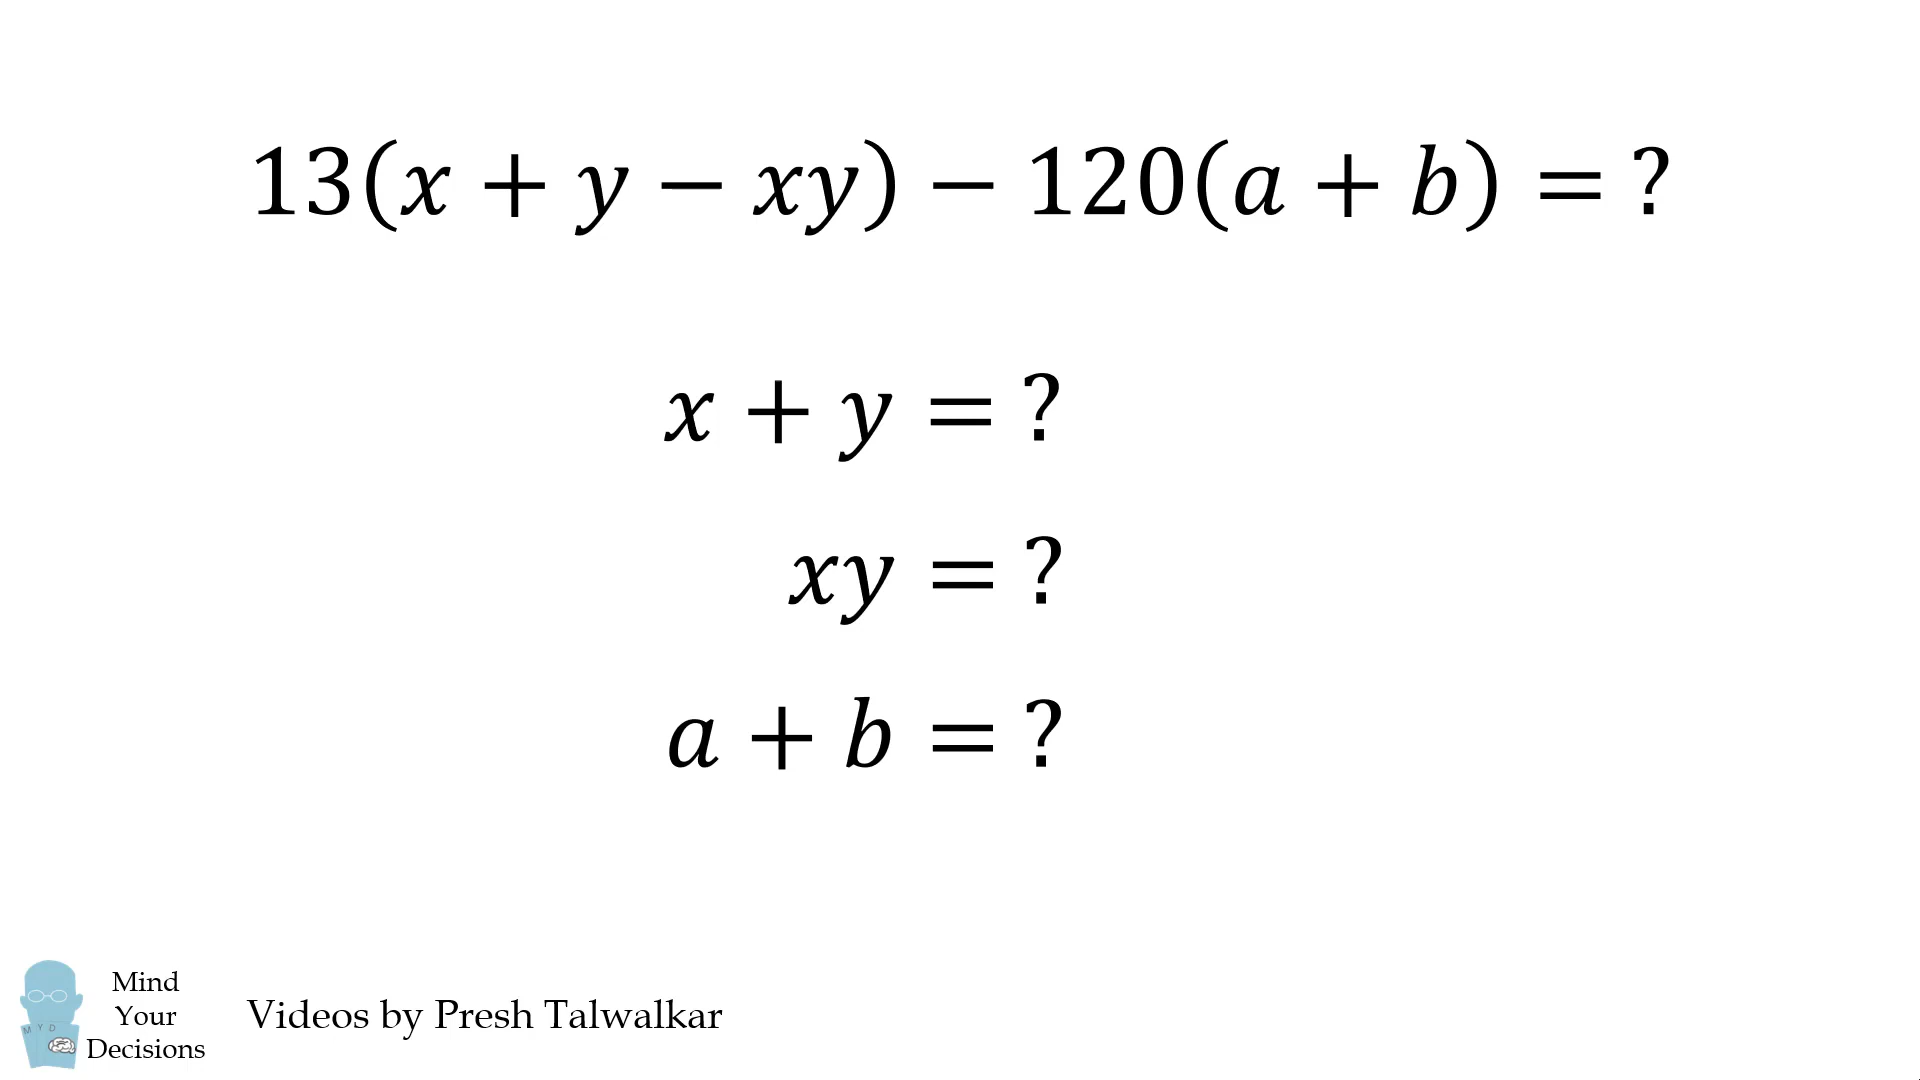 13(x + y − xy) − 120(a + b) = ?
x + y = ?
xy = ?
a + b = ?
M Y D
Mind
Your
Decisions
Videos by Presh Talwalkar